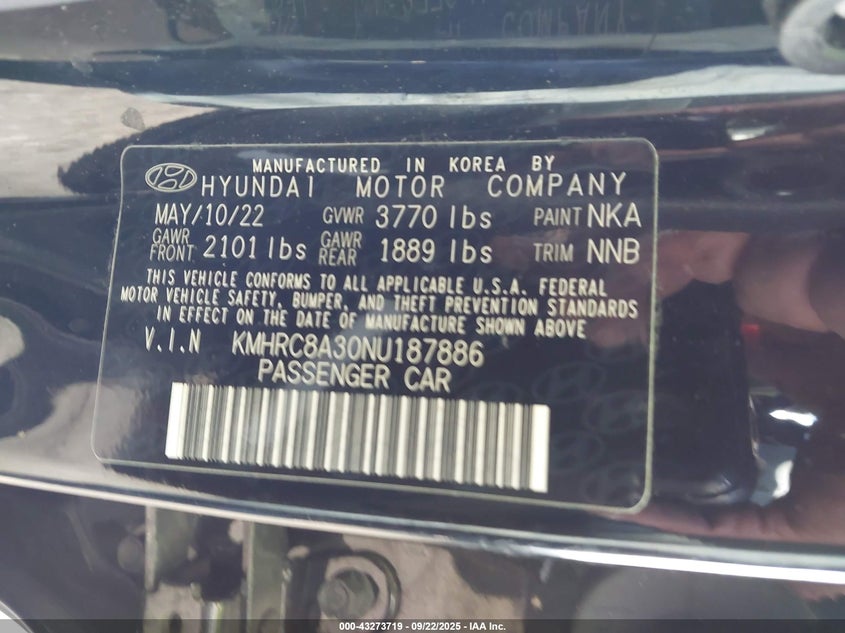 COMPANY
MANUFACTURED IN KOREA BY
HYUNDAI MOTOR COMPANY
MAY/10/22 GVWR 3770 lbs PAINT NKA
GAWR FRONT 2101 lbs GAWR REAR 1889 lbs TRIM NNB
THIS VEHICLE CONFORMS TO ALL APPLICABLE U.S.A. FEDERAL
MOTOR VEHICLE SAFETY, BUMPER, AND THEFT PREVENTION STANDARDS
IN EFFECT ON THE DATE OF MANUFACTURE SHOWN ABOVE
V.I.N KMHRC8A30NU187886
PASSENGER CAR
000-43273719 - 09/22/2025 - IAA Inc.